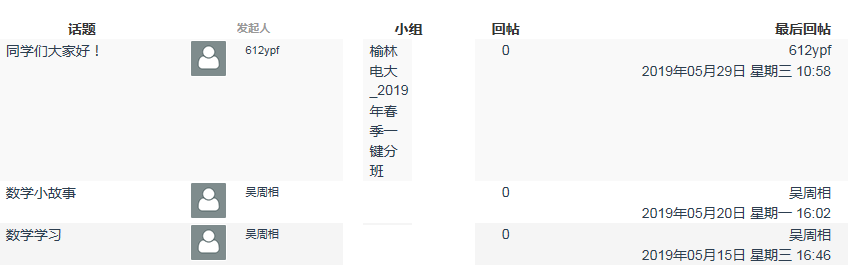 话题 发起人 小组 回帖 最后回帖
同学们大家好！ 612ypf 榆林 0 612ypf
电大 2019年05月29日 星期三 10:58
_2019
年春
季一
键分
班
数学小故事 吴周相 0 吴周相
2019年05月20日 星期一 16:02
数学学习 吴周相 0 吴周相
2019年05月15日 星期三 16:46